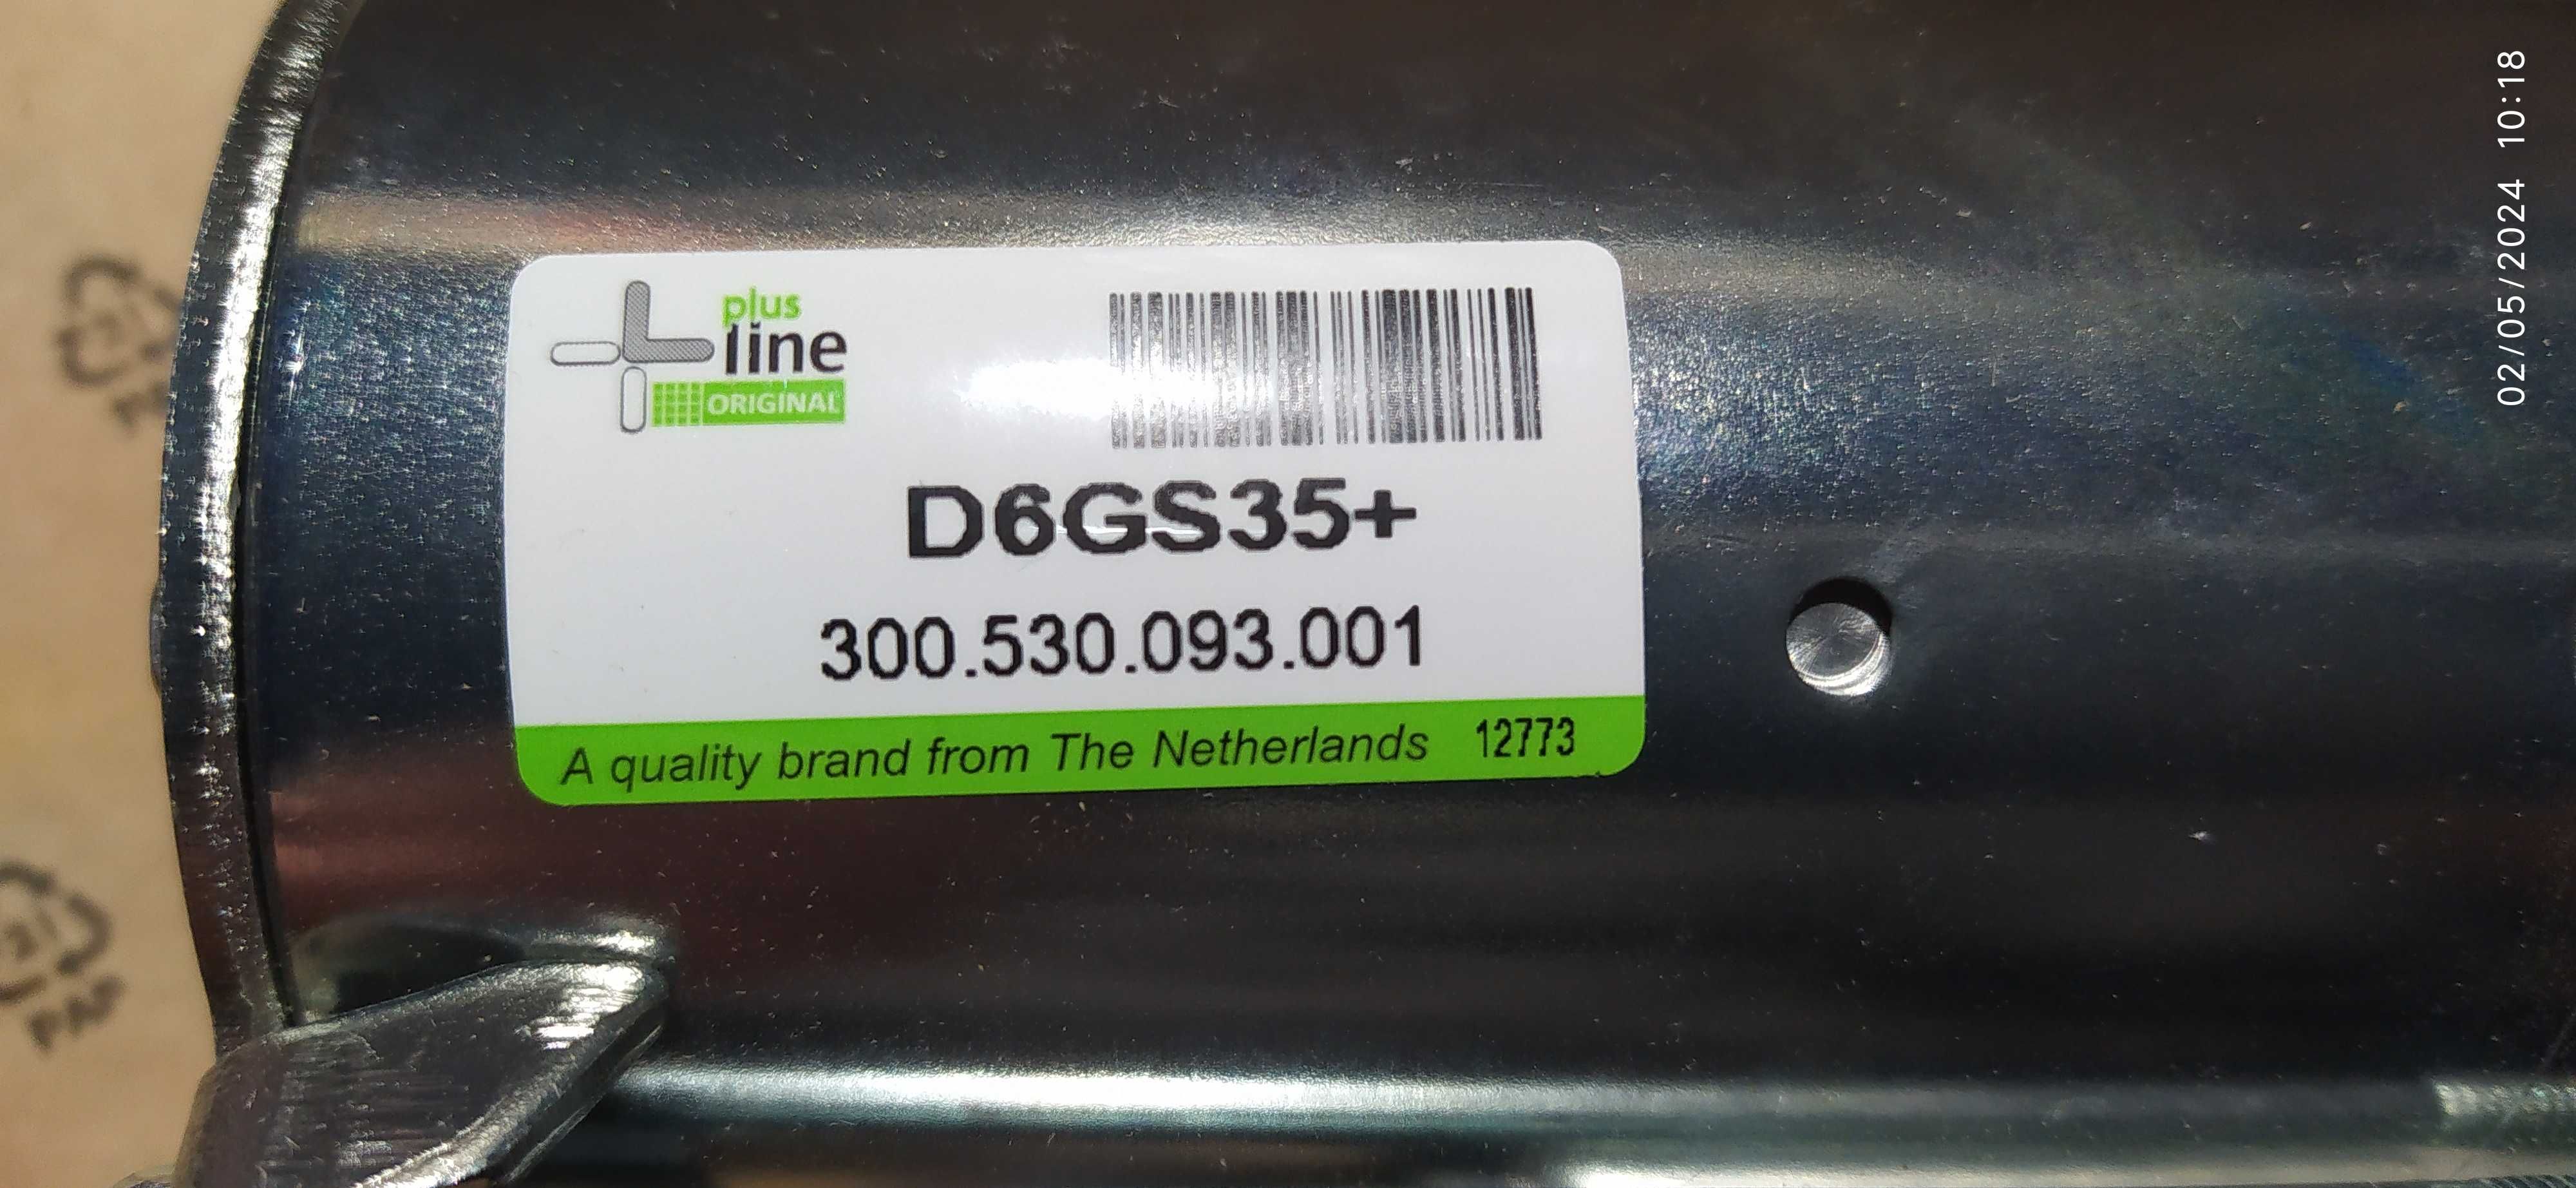 plus
line
ORIGINAL
D6GS35+
300.530.093.001
A quality brand from The Netherlands 12773
02/05/2024 10:18
PAP